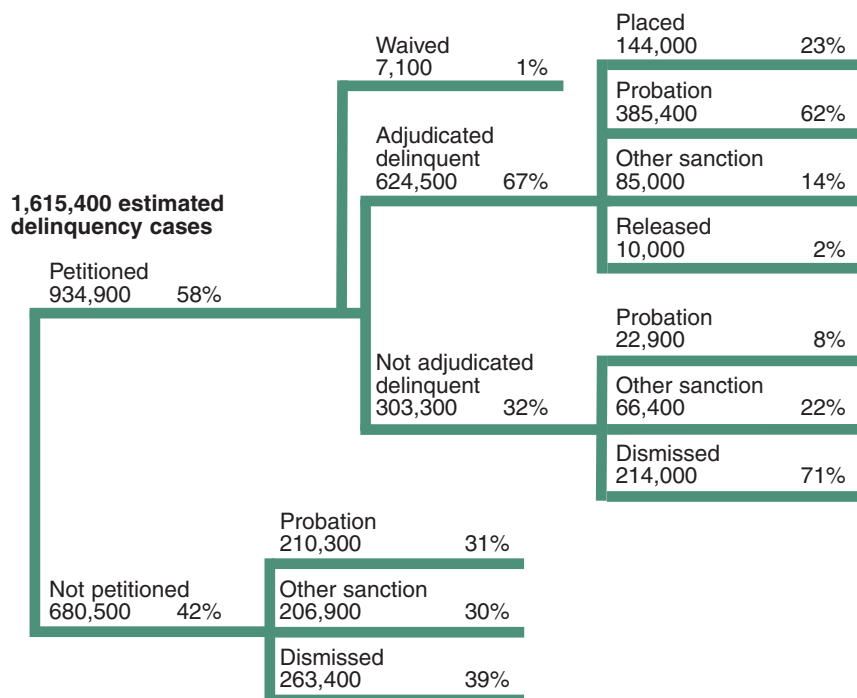 1,615,400 estimated
delinquency cases
Petitioned
934,900 58%
Waived
7,100 1%
Adjudicated
delinquent
624,500 67%
Placed
144,000 23%
Probation
385,400 62%
Other sanction
85,000 14%
Released
10,000 2%
Not adjudicated
delinquent
303,300 32%
Probation
22,900 8%
Other sanction
66,400 22%
Dismissed
214,000 71%
Not petitioned
680,500 42%
Probation
210,300 31%
Other sanction
206,900 30%
Dismissed
263,400 39%